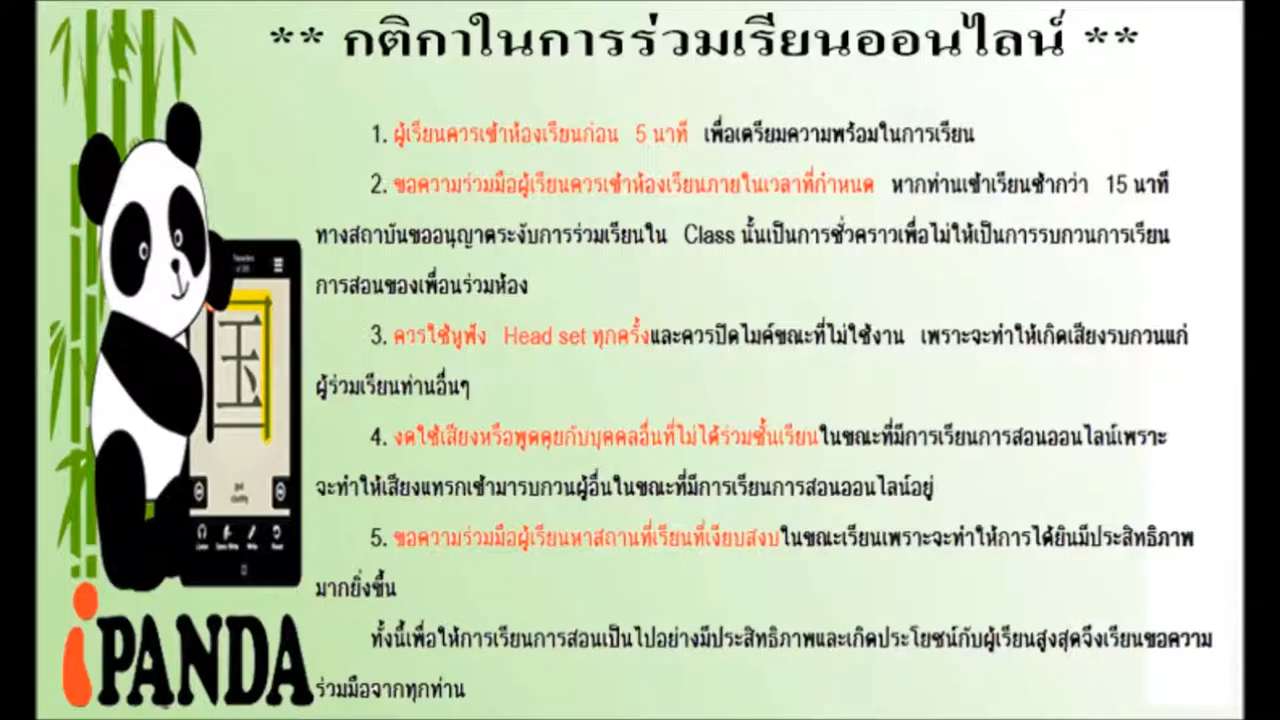 ** กติกาในการร่วมเรียนออนไลน์ **
1. ผู้เรียนควรเข้าห้องเรียนก่อน 5 นาที เพื่อเตรียมความพร้อมในการเรียน
2. ขอความร่วมมือผู้เรียนควรเข้าห้องเรียนภายในเวลาที่กำหนด หากท่านเข้าเรียนช้ากว่า 15 นาที
ทางสถาบันขออนุญาตระงับการร่วมเรียนใน Class นั้นเป็นการชั่วคราวเพื่อไม่ให้เป็นการรบกวนการเรียน
การสอนของเพื่อนร่วมห้อง
3. ควรใช้หูฟัง Head set ทุกครั้งและควรปิดไมค์ขณะที่ไม่ใช้งาน เพราะจะทำให้เกิดเสียงรบกวนแก่
ผู้ร่วมเรียนท่านอื่นๆ
4. งดใช้เสียงหรือพูดคุยกับบุคคลอื่นที่ไม่ได้ร่วมชั้นเรียนในขณะที่มีการเรียนการสอนออนไลน์เพราะ
จะทำให้เสียงแทรกเข้ามารบกวนผู้อื่นในขณะที่มีการเรียนการสอนออนไลน์อยู่
5. ขอความร่วมมือผู้เรียนหาสถานที่เรียนที่เงียบสงบในขณะเรียนเพราะจะทำให้การได้ยินมีประสิทธิภาพ
มากยิ่งขึ้น
ทั้งนี้เพื่อให้การเรียนการสอนเป็นไปอย่างมีประสิทธิภาพและเกิดประโยชน์กับผู้เรียนสูงสุดจึงเรียนขอความ
ร่วมมือจากทุกท่าน
国
iPANDA